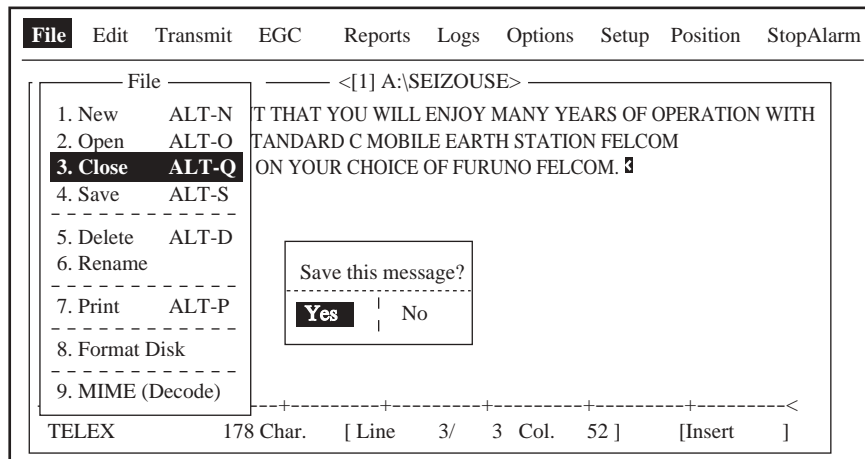 File Edit Transmit EGC Reports Logs Options Setup Position StopAlarm
File
<[1] A:\SEIZOUSE>
1. New ALT-N
2. Open ALT-O
3. Close ALT-Q
4. Save ALT-S
5. Delete ALT-D
6. Rename
7. Print ALT-P
8. Format Disk
9. MIME (Decode)
T THAT YOU WILL ENJOY MANY YEARS OF OPERATION WITH
TANDARD C MOBILE EARTH STATION FELCOM
ON YOUR CHOICE OF FURUNO FELCOM.
Save this message?
Yes No
TELEX 178 Char. [ Line 3/ 3 Col. 52 ] [Insert ]